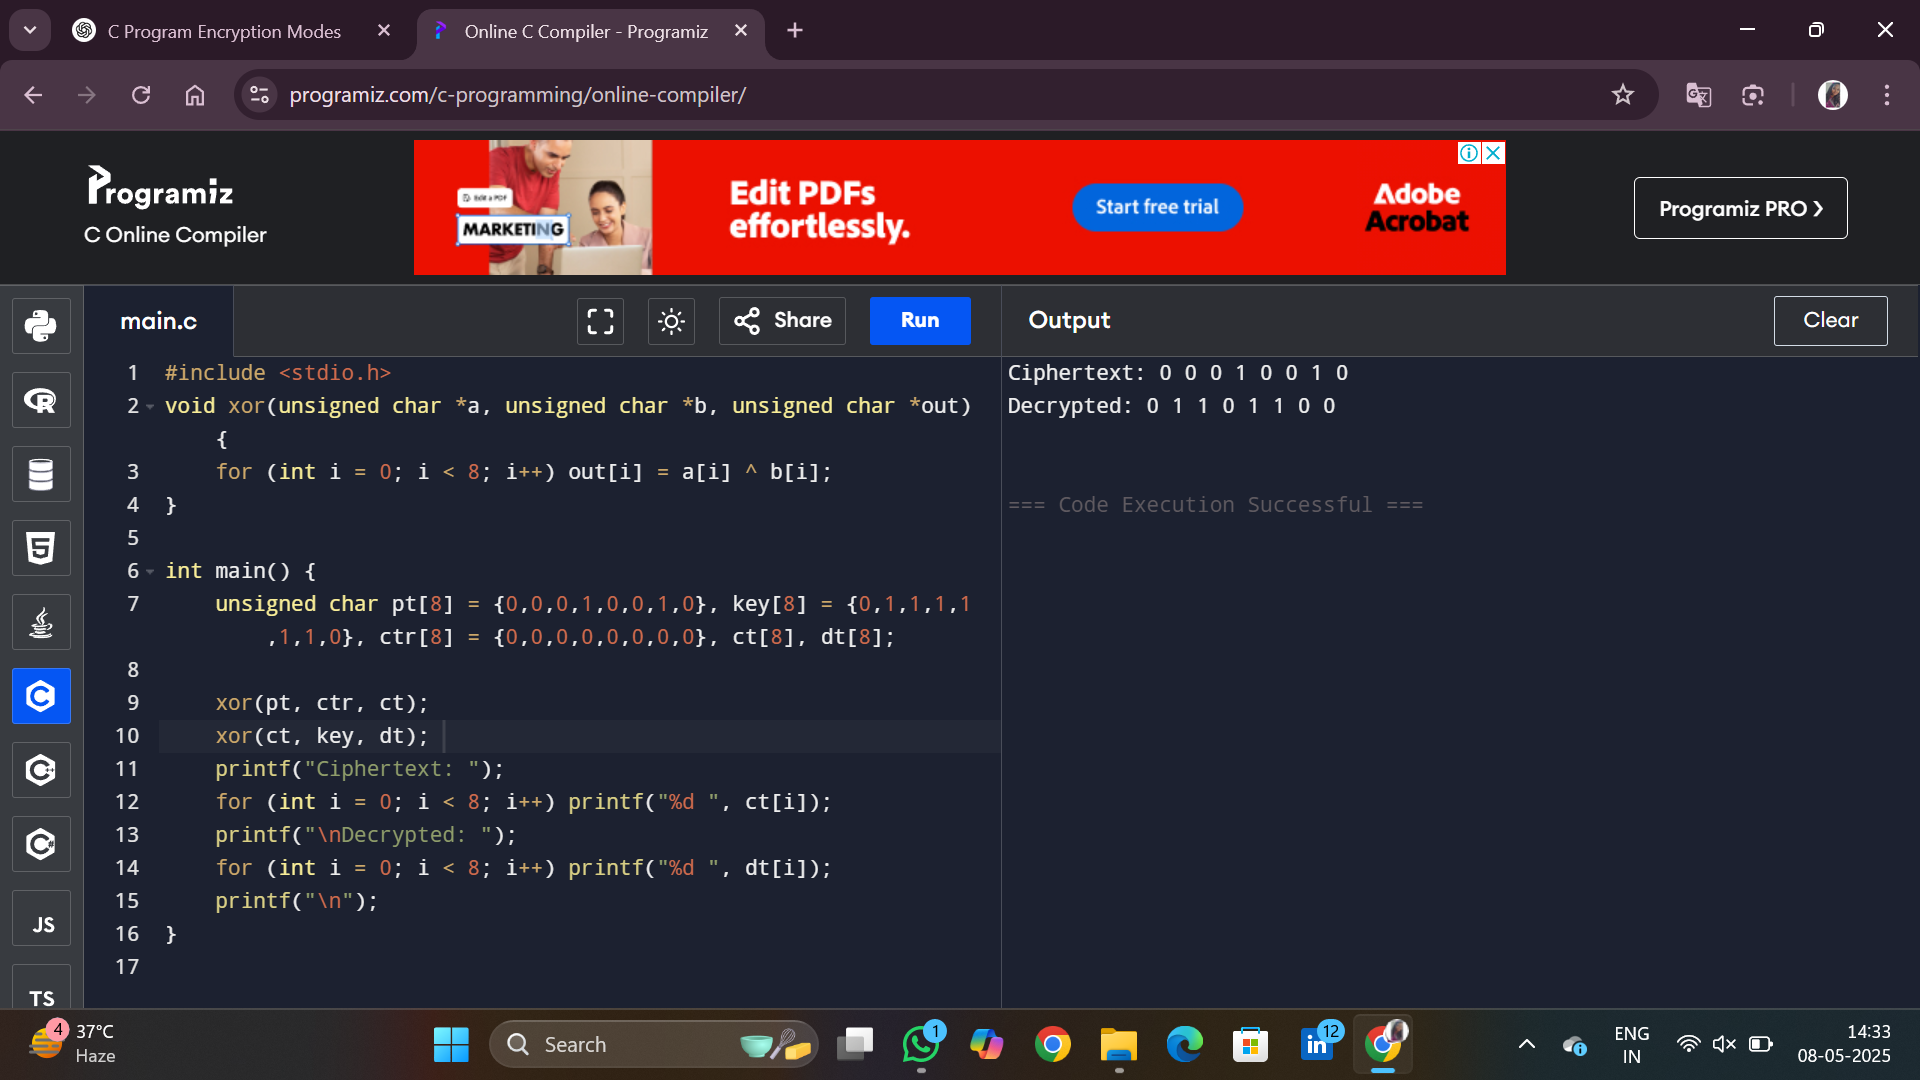 C Program Encryption Modes
Online C Compiler - Programiz
programiz.com/c-programming/online-compiler/
Programiz
C Online Compiler
MARKETING
Edit PDFs
effortlessly.
Start free trial
Adobe
Acrobat
Programiz PRO ❯
main.c
Share
Run
Output
Clear
1 #include <stdio.h>
2 void xor(unsigned char *a, unsigned char *b, unsigned char *out)
{
3 for (int i = 0; i < 8; i++) out[i] = a[i] ^ b[i];
4 }
5
6 int main() {
7 unsigned char pt[8] = {0,0,0,1,0,0,1,0}, key[8] = {0,1,1,1,1
,1,1,0}, ctr[8] = {0,0,0,0,0,0,0,0}, ct[8], dt[8];
8
9 xor(pt, ctr, ct);
10 xor(ct, key, dt);
11 printf("Ciphertext: ");
12 for (int i = 0; i < 8; i++) printf("%d ", ct[i]);
13 printf("\nDecrypted: ");
14 for (int i = 0; i < 8; i++) printf("%d ", dt[i]);
15 printf("\n");
16 }
17
Ciphertext: 0 0 0 1 0 0 1 0
Decrypted: 0 1 1 0 1 1 0 0
=== Code Execution Successful ===
JS
TS
4
37°C
Haze
Search
1
12
ENG
IN
14:33
08-05-2025